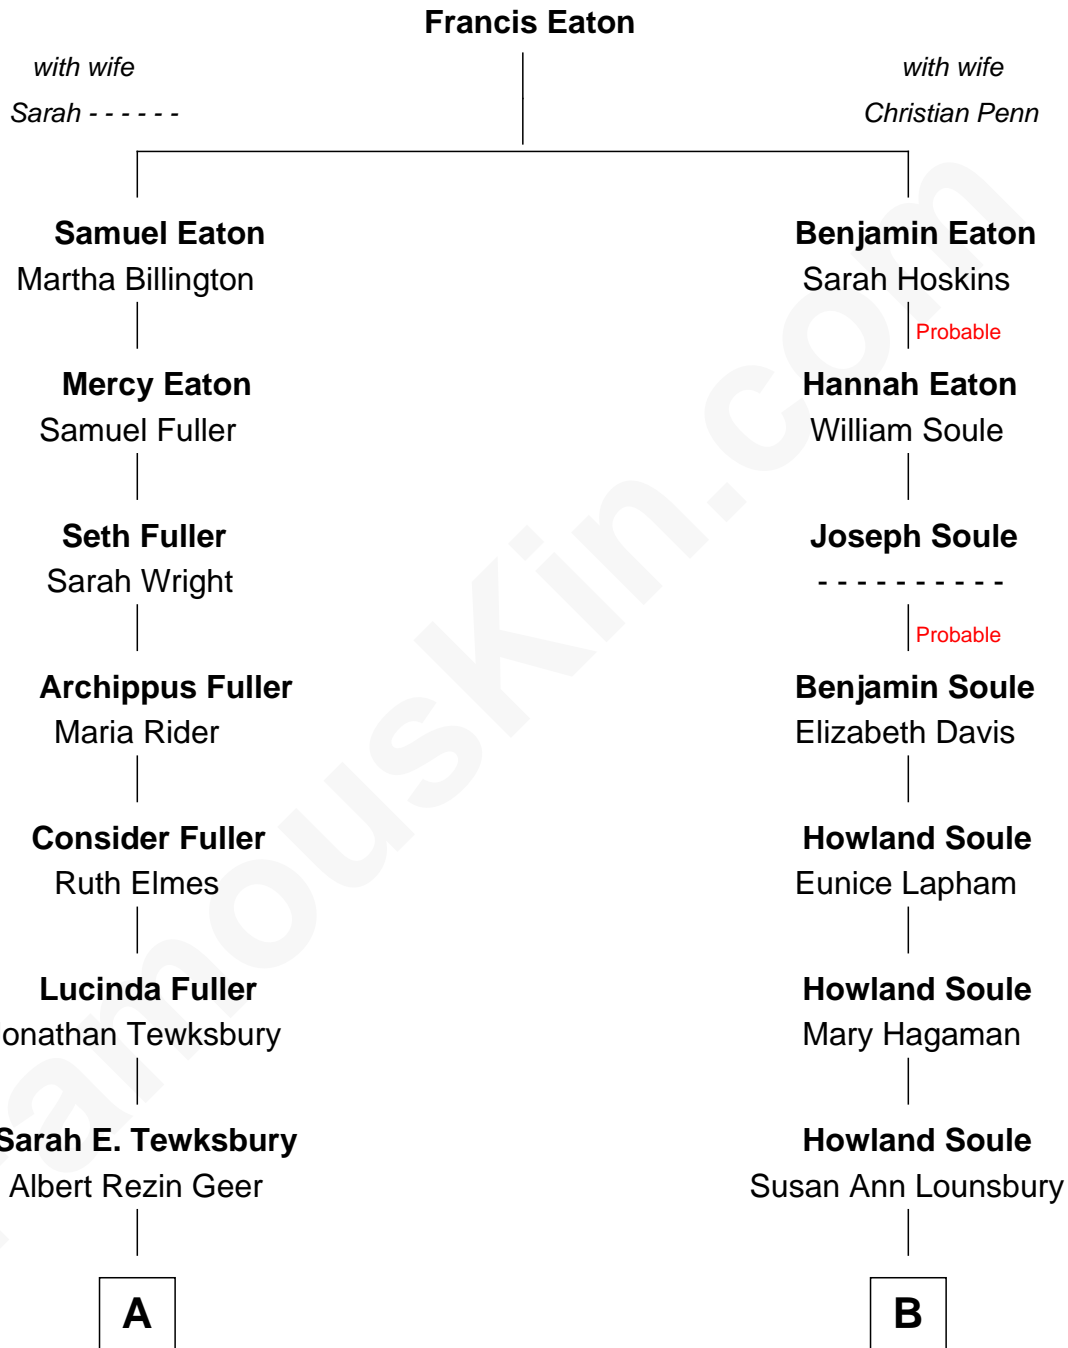 Francis Eaton
with wife
Sarah - - - - - -
with wife
Christian Penn
Samuel Eaton
Martha Billington
Benjamin Eaton
Sarah Hoskins
Probable
Mercy Eaton
Samuel Fuller
Hannah Eaton
William Soule
Seth Fuller
Sarah Wright
Joseph Soule
- - - - - - - - - -
Probable
Archippus Fuller
Maria Rider
Benjamin Soule
Elizabeth Davis
Consider Fuller
Ruth Elmes
Howland Soule
Eunice Lapham
Lucinda Fuller
onathan Tewksbury
Howland Soule
Mary Hagaman
Sarah E. Tewksbury
Albert Rezin Geer
Howland Soule
Susan Ann Lounsbury
A
B
FamousKin.com